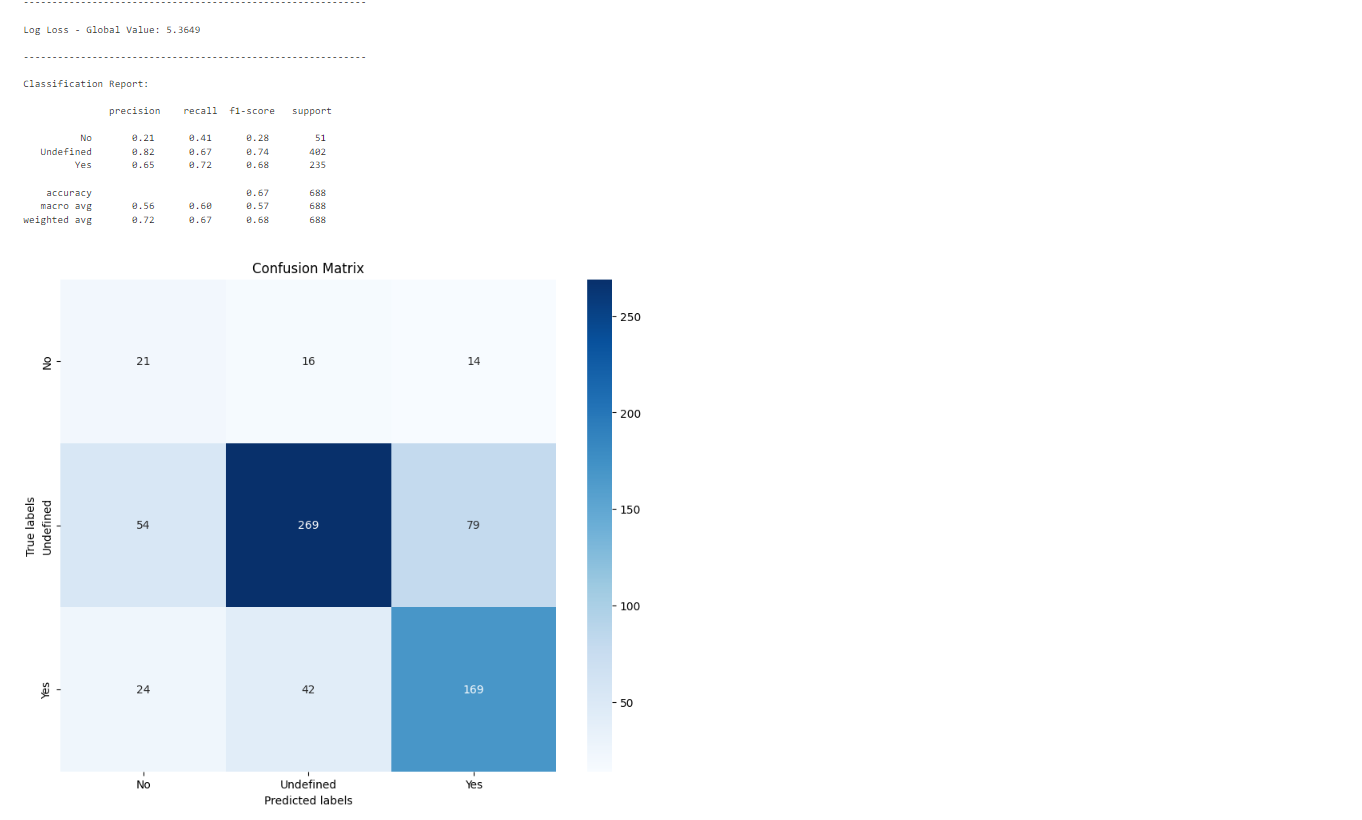 ------------------------------------------------------------
Log Loss - Global Value: 5.3649
------------------------------------------------------------
Classification Report:
precision recall f1-score support
No 0.21 0.41 0.28 51
Undefined 0.82 0.67 0.74 402
Yes 0.65 0.72 0.68 235
accuracy 0.67 688
macro avg 0.56 0.60 0.57 688
weighted avg 0.72 0.67 0.68 688
Confusion Matrix
250
No 21 16 14
200
True labels
Undefined 54 269 79
150
100
Yes 24 42 169
50
No Undefined Yes
Predicted labels